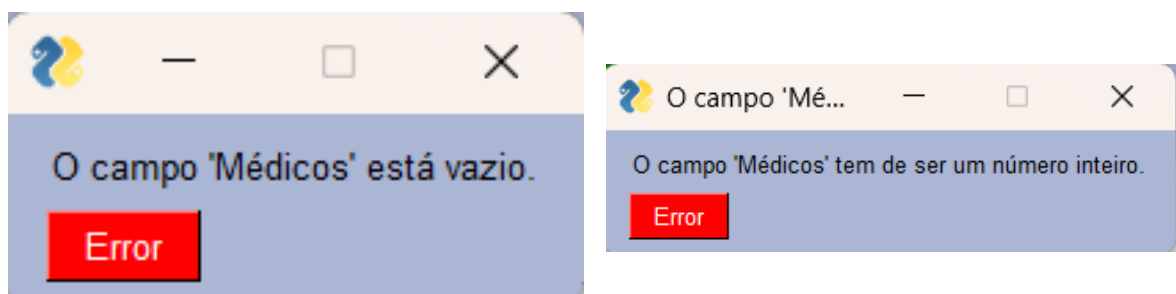 O campo 'Médicos' está vazio.
Error
O campo 'Mé...
O campo 'Médicos' tem de ser um número inteiro.
Error